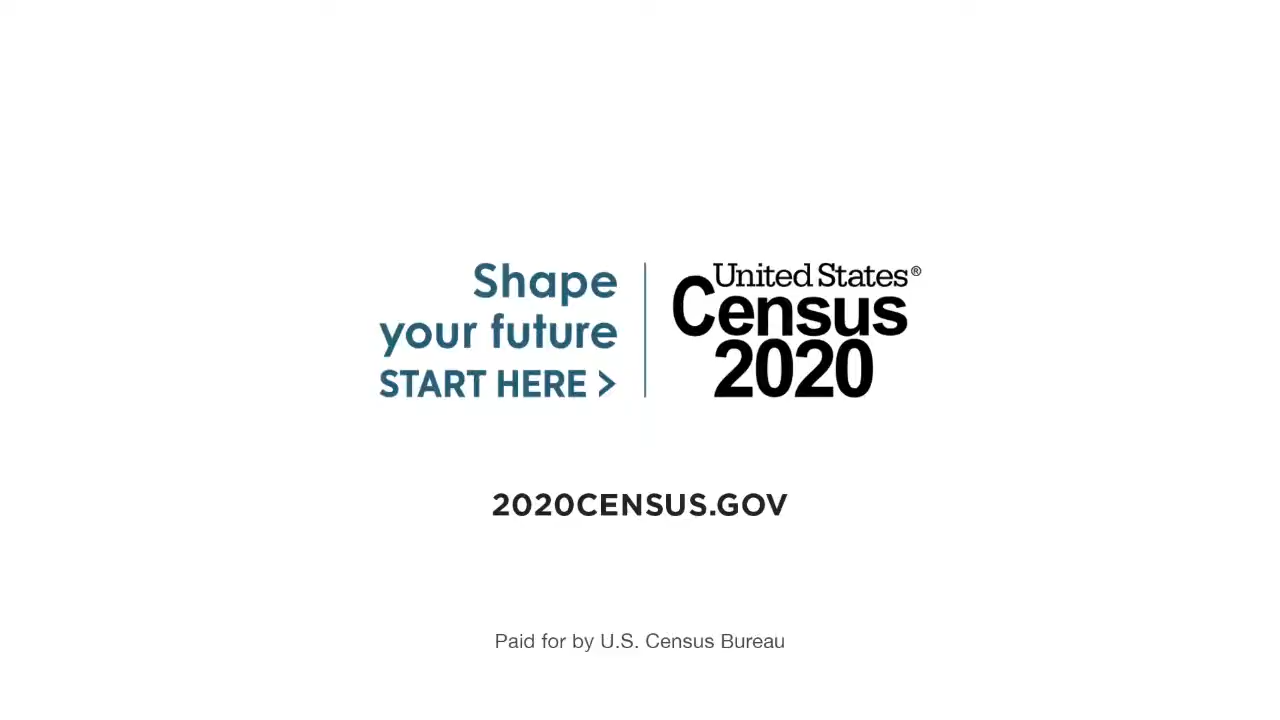 Shape
your future
START HERE >
United States®
Census
2020
2020CENSUS.GOV
Paid for by U.S. Census Bureau